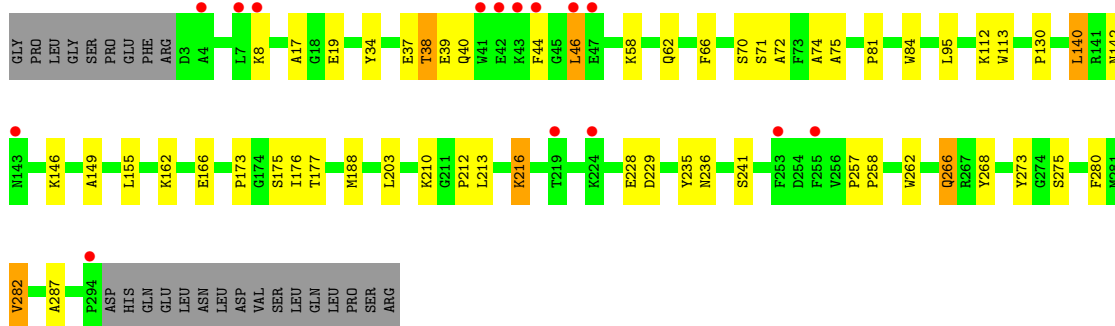 GLY PRO LEU GLY SER PRO GLU PHE ARG D3 A4 L7 K8 A17 G18 E19 Y34 E37 T38 E39 Q40 W41 E42 K43 F44 G45 L46 E47 K58 Q62 F66 S70 S71 A72 F73 A74 A75 P81 W84 L95 K112 W113 P130 L140 R141 N142
N143 K146 A149 L155 K162 E166 P173 G174 S175 I176 T177 M188 L203 K210 G211 P212 L213 K216 T219 K224 E228 D229 Y235 N236 S241 F253 D254 F255 V256 P257 P258 W262 Q266 R267 Y268 Y273 G274 S275 F280 M281
V282 A287 P294 ASP HIS GLN GLU LEU ASN LEU ASP VAL SER LEU GLN LEU PRO SER ARG